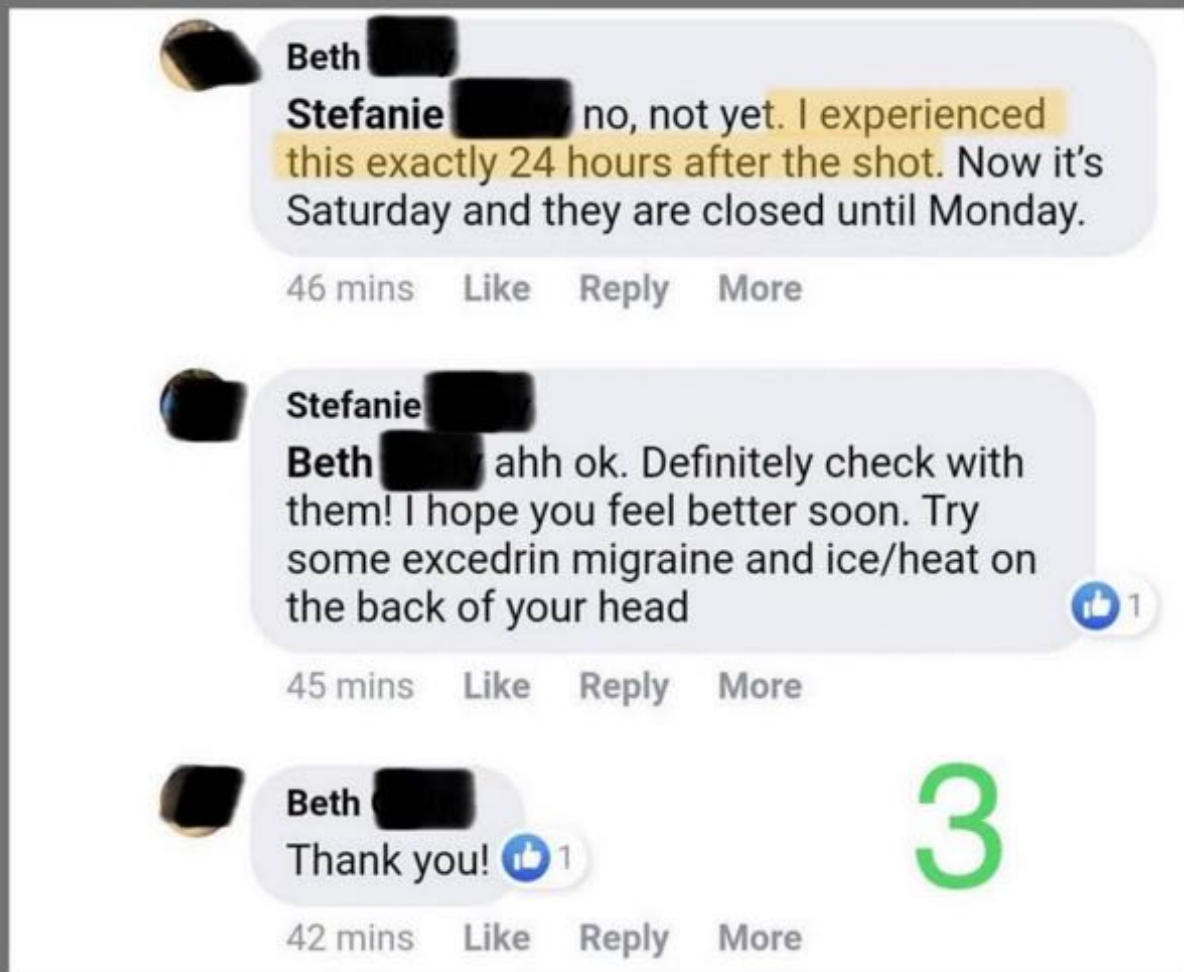 Beth
Stefanie no, not yet. I experienced
this exactly 24 hours after the shot. Now it's
Saturday and they are closed until Monday.
46 mins Like Reply More
Stefanie
Beth ahh ok. Definitely check with
them! I hope you feel better soon. Try
some excedrin migraine and ice/heat on
the back of your head
1
45 mins Like Reply More
Beth
Thank you! 1
3
42 mins Like Reply More